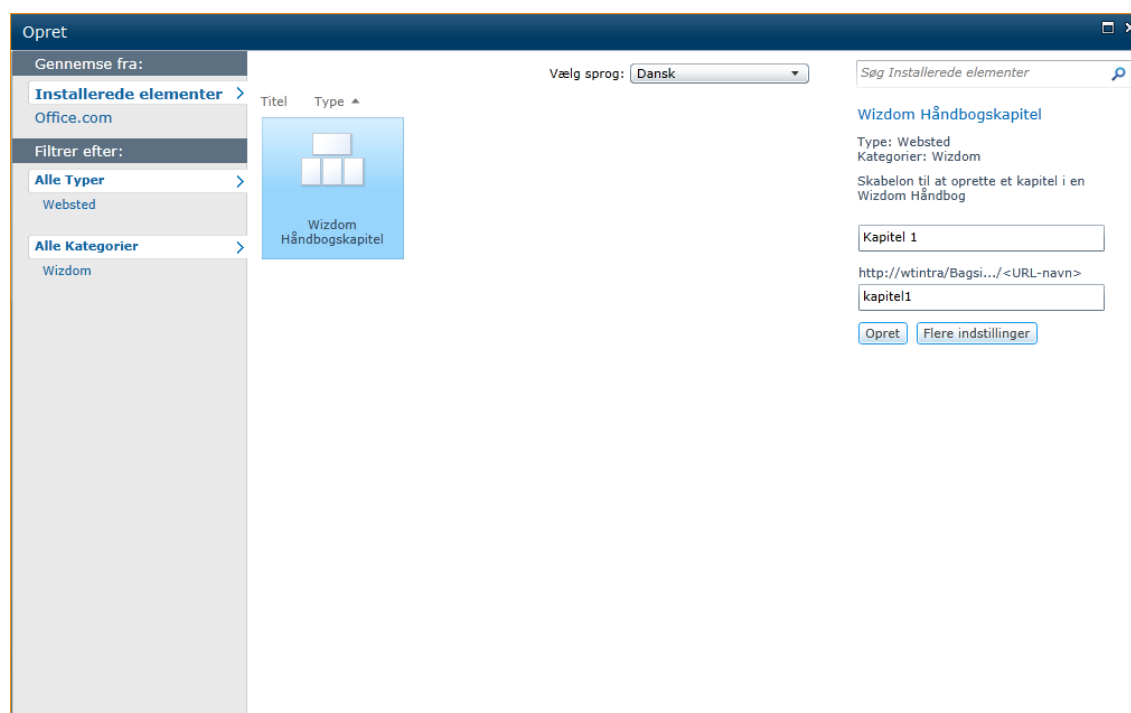 Opret
Gennemse fra:
Installerede elementer
Office.com
Filtrer efter:
Alle Typer
Websted
Alle Kategorier
Wizdom
Vælg sprog: Dansk
Titel Type
Wizdom
Håndbogskapitel
Søg Installerede elementer
Wizdom Håndbogskapitel
Type: Websted
Kategorier: Wizdom
Skabelon til at oprette et kapitel i en
Wizdom Håndbog
Kapitel 1
http://wtintra/Bagsi.../<URL-navn>
kapitel1
Opret Flere indstillinger